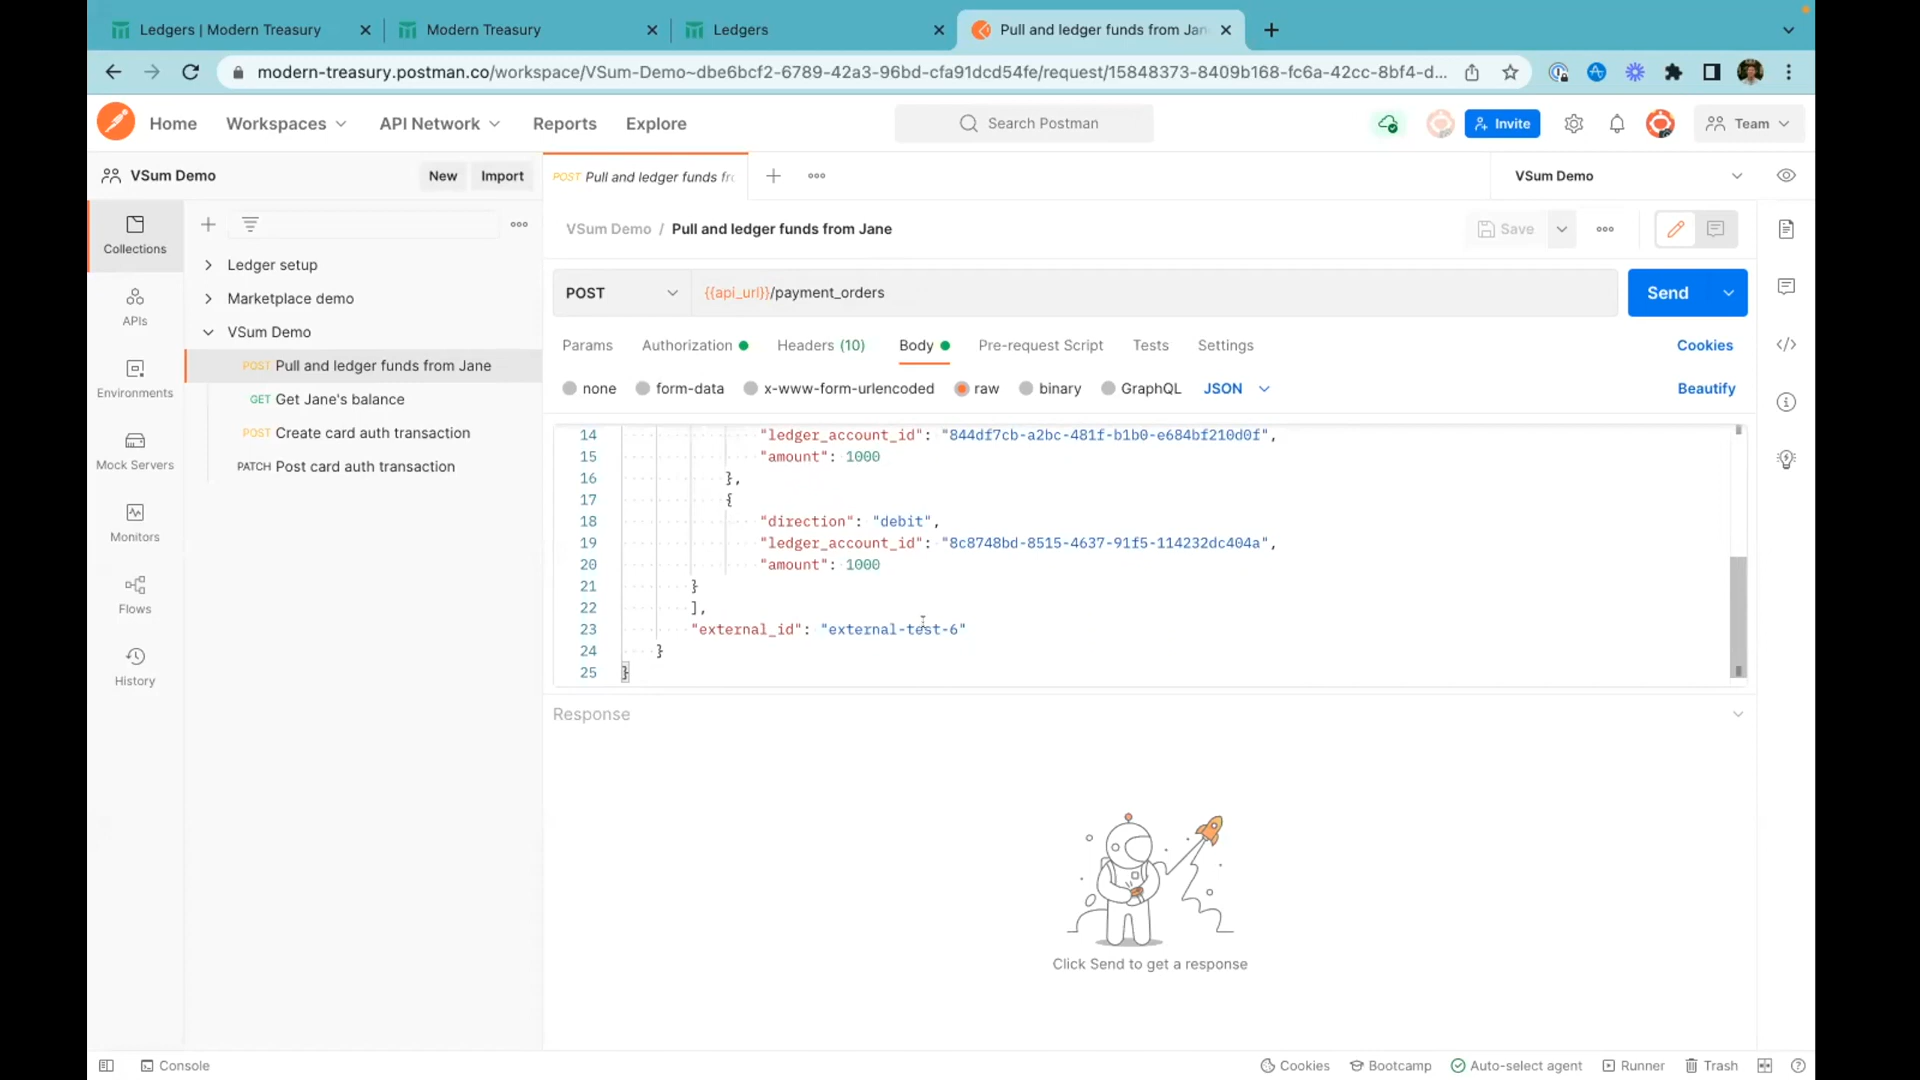 Ledgers | Modern Treasury
Modern Treasury
Ledgers
Pull and ledger funds from Jan
modern-treasury.postman.co/workspace/VSum-Demo~dbe6bcf2-6789-42a3-96bd-cfa91dcd54fe/request/15848373-8409b168-fc6a-42cc-8bf4-d...
Home
Workspaces
API Network
Reports
Explore
Search Postman
Invite
Team
VSum Demo
New
Import
POST Pull and ledger funds fr
VSum Demo
Collections
APIs
Environments
Mock Servers
Monitors
Flows
History
Ledger setup
Marketplace demo
VSum Demo
POST Pull and ledger funds from Jane
GET Get Jane's balance
POST Create card auth transaction
PATCH Post card auth transaction
VSum Demo / Pull and ledger funds from Jane
Save
POST
{{api_url}}/payment_orders
Send
Params
Authorization
Headers (10)
Body
Pre-request Script
Tests
Settings
Cookies
none
form-data
x-www-form-urlencoded
raw
binary
GraphQL
JSON
Beautify
14 "ledger_account_id": "844df7cb-a2bc-481f-b1b0-e684bf210d0f",
15 "amount": 1000
16 },
17 {
18 "direction": "debit",
19 "ledger_account_id": "8c8748bd-8515-4637-91f5-114232dc404a",
20 "amount": 1000
21 }
22 ],
23 "external_id": "external-test-6"
24 }
25 }
Response
Click Send to get a response
Console
Cookies
Bootcamp
Auto-select agent
Runner
Trash